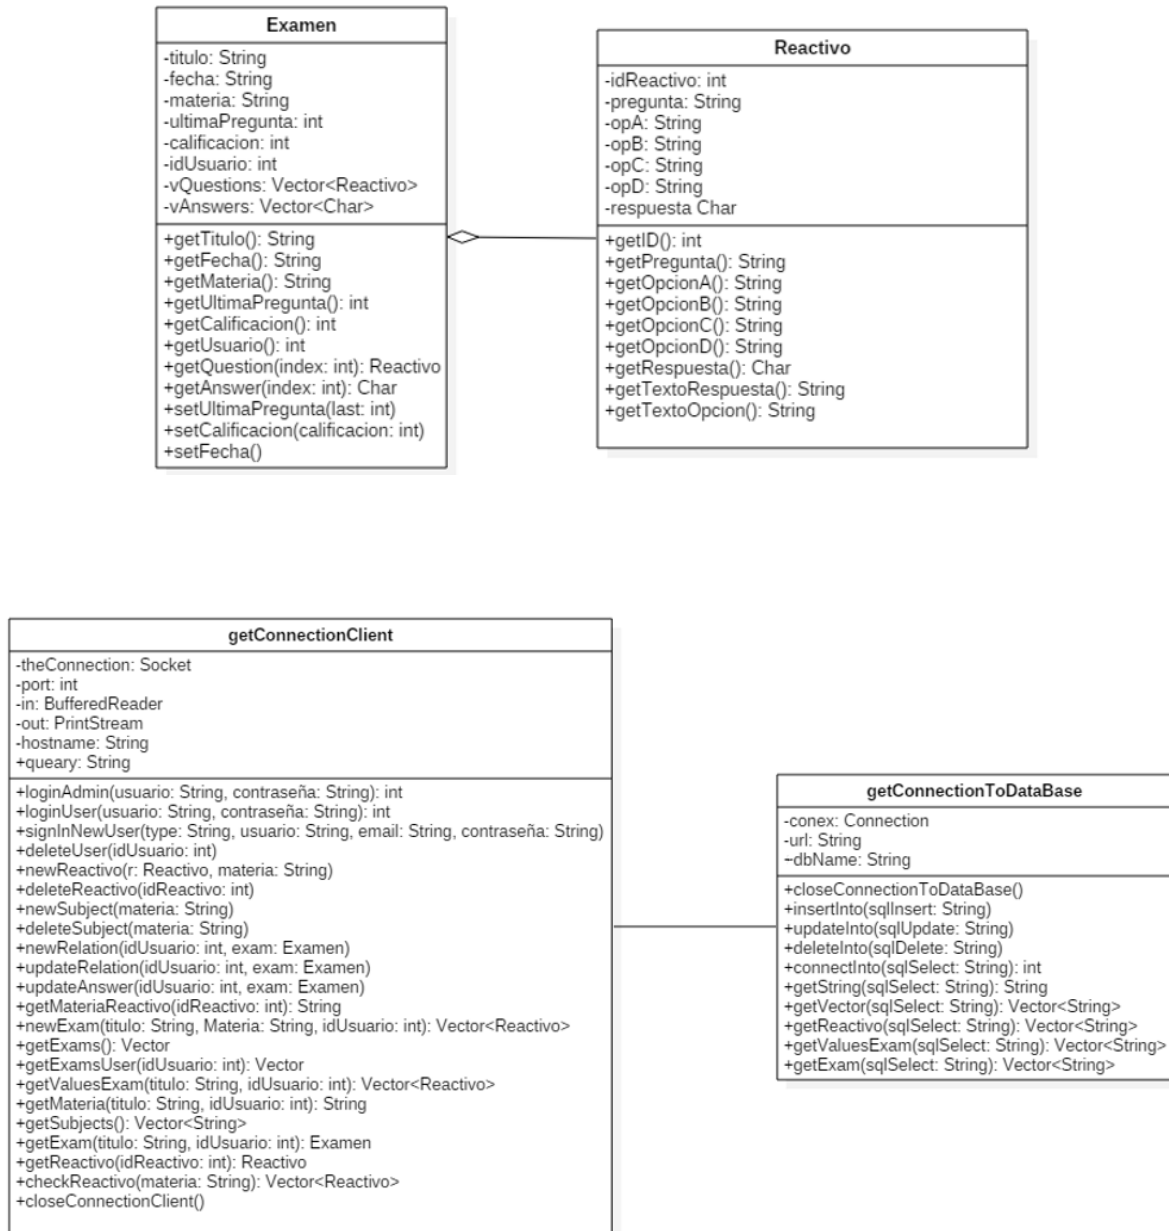 Examen
-titulo: String
-fecha: String
-materia: String
-ultimaPregunta: int
-calificacion: int
-idUsuario: int
-vQuestions: Vector<Reactivo>
-vAnswers: Vector<Char>
+getTitulo(): String
+getFecha(): String
+getMateria(): String
+getUltimaPregunta(): int
+getCalificacion(): int
+getUsuario(): int
+getQuestion(index: int): Reactivo
+getAnswer(index: int): Char
+setUltimaPregunta(last: int)
+setCalificacion(calificacion: int)
+setFecha()
Reactivo
-idReactivo: int
-pregunta: String
-opA: String
-opB: String
-opC: String
-opD: String
-respuesta Char
+getID(): int
+getPregunta(): String
+getOpcionA(): String
+getOpcionB(): String
+getOpcionC(): String
+getOpcionD(): String
+getRespuesta(): Char
+getTextoRespuesta(): String
+getTextoOpcion(): String
getConnectionClient
-theConnection: Socket
-port: int
-in: BufferedReader
-out: PrintStream
-hostname: String
+queary: String
+loginAdmin(usuario: String, contraseña: String): int
+loginUser(usuario: String, contraseña: String): int
+signInNewUser(type: String, usuario: String, email: String, contraseña: String)
+deleteUser(idUsuario: int)
+newReactivo(r: Reactivo, materia: String)
+deleteReactivo(idReactivo: int)
+newSubject(materia: String)
+deleteSubject(materia: String)
+newRelation(idUsuario: int, exam: Examen)
+updateRelation(idUsuario: int, exam: Examen)
+updateAnswer(idUsuario: int, exam: Examen)
+getMateriaReactivo(idReactivo: int): String
+newExam(titulo: String, Materia: String, idUsuario: int): Vector<Reactivo>
+getExams(): Vector
+getExamsUser(idUsuario: int): Vector
+getValuesExam(titulo: String, idUsuario: int): Vector<Reactivo>
+getMateria(titulo: String, idUsuario: int): String
+getSubjects(): Vector<String>
+getExam(titulo: String, idUsuario: int): Examen
+getReactivo(idReactivo: int): Reactivo
+checkReactivo(materia: String): Vector<Reactivo>
+closeConnectionClient()
getConnectionToDataBase
-conex: Connection
-url: String
~dbName: String
+closeConnectionToDataBase()
+insertInto(sqlInsert: String)
+updateInto(sqlUpdate: String)
+deleteInto(sqlDelete: String)
+connectInto(sqlSelect: String): int
+getString(sqlSelect: String): String
+getVector(sqlSelect: String): Vector<String>
+getReactivo(sqlSelect: String): Vector<String>
+getValuesExam(sqlSelect: String): Vector<String>
+getExam(sqlSelect: String): Vector<String>